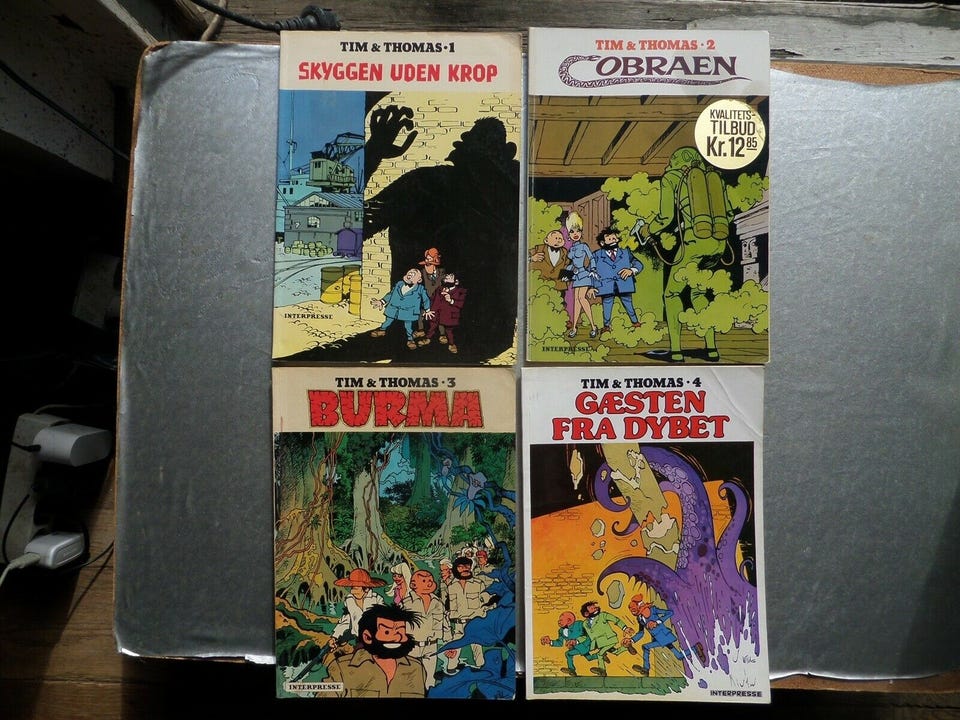 TIM & THOMAS·1
SKYGGEN UDEN KROP
INTERPRESSE
TIM & THOMAS·2
COBRAEN
KVALITETS-
TILBUD
Kr. 12 85
INTERPRESSE
TIM & THOMAS·3
BURMA
INTERPRESSE
TIM & THOMAS·4
GÆSTEN
FRA DYBET
INTERPRESSE